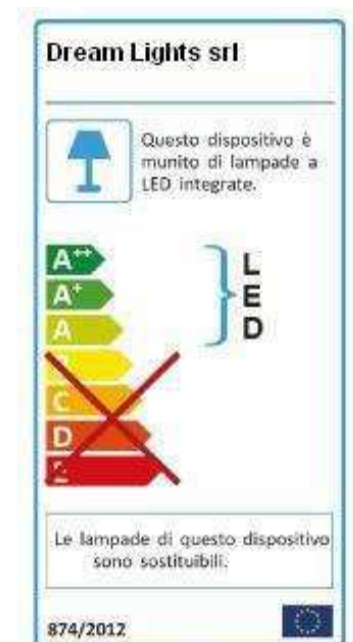 Dream Lights srl
Questo dispositivo è
munito di lampade a
LED integrate.
A++
A+
A
L
E
D
C
D
Le lampade di questo dispositivo
sono sostituibili.
874/2012